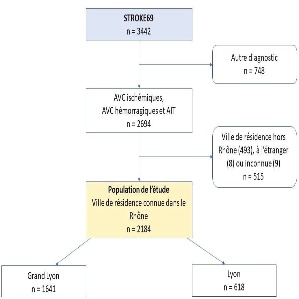 STROKE69
n = 3442
Autre diagnostic
n = 748
AVC ischémiques,
AVC hémorragiques et AIT
n = 2694
Ville de résidence hors
Rhône (493), à l'étranger
(8) ou inconnue (9)
n = 515
Population de l'étude
Ville de résidence connue dans le
Rhône
n = 2184
Grand Lyon
n = 1641
Lyon
n = 618